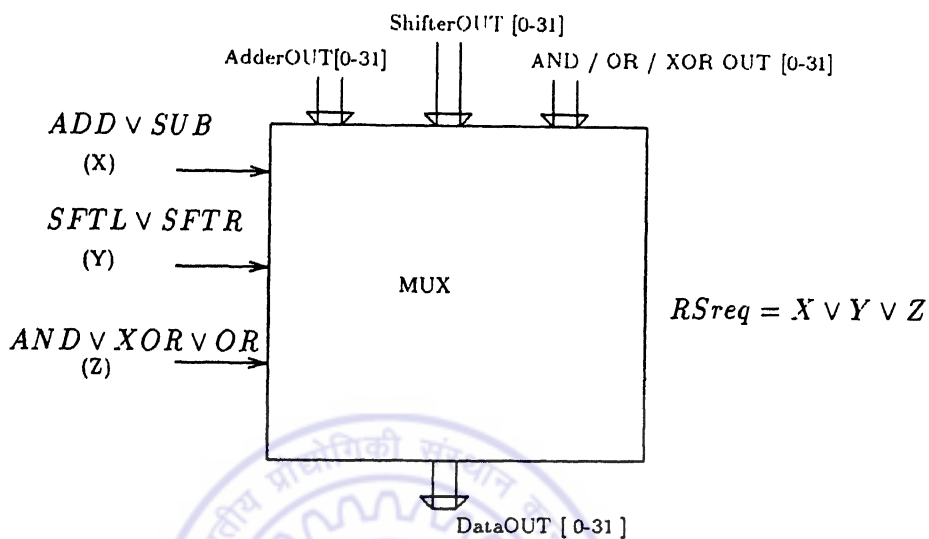 ShifterOUT [0-31]
AdderOUT[0-31]
AND / OR / XOR OUT [0-31]
ADD ∨ SUB
(X)
SFTL ∨ SFTR
(Y)
MUX
RSreq = X ∨ Y ∨ Z
AND ∨ XOR ∨ OR
(Z)
DataOUT [ 0-31 ]
भारतीय प्रौद्योगिकी संस्थान